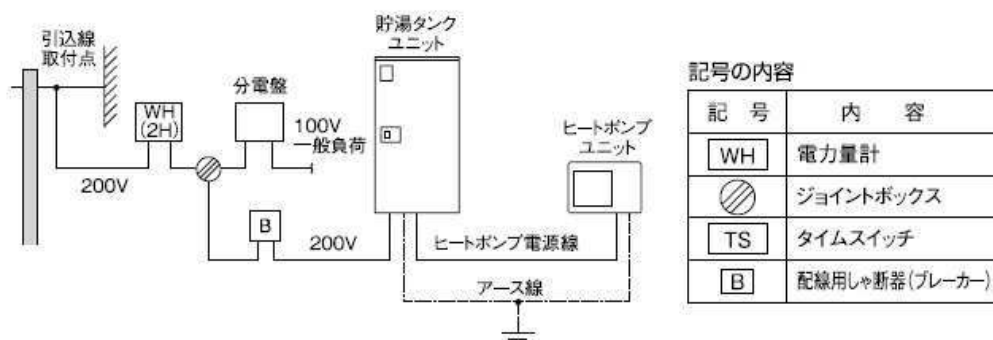 引込線
取付点
WH
(2H)
200V
分電盤
100V
一般負荷
B
200V
貯湯タンク
ユニット
ヒートポンプ
ユニット
ヒートポンプ電源線
アース線
記号の内容
記 号 内 容
WH 電力量計
ジョイントボックス
TS タイムスイッチ
B 配線用しゃ断器(ブレーカー)